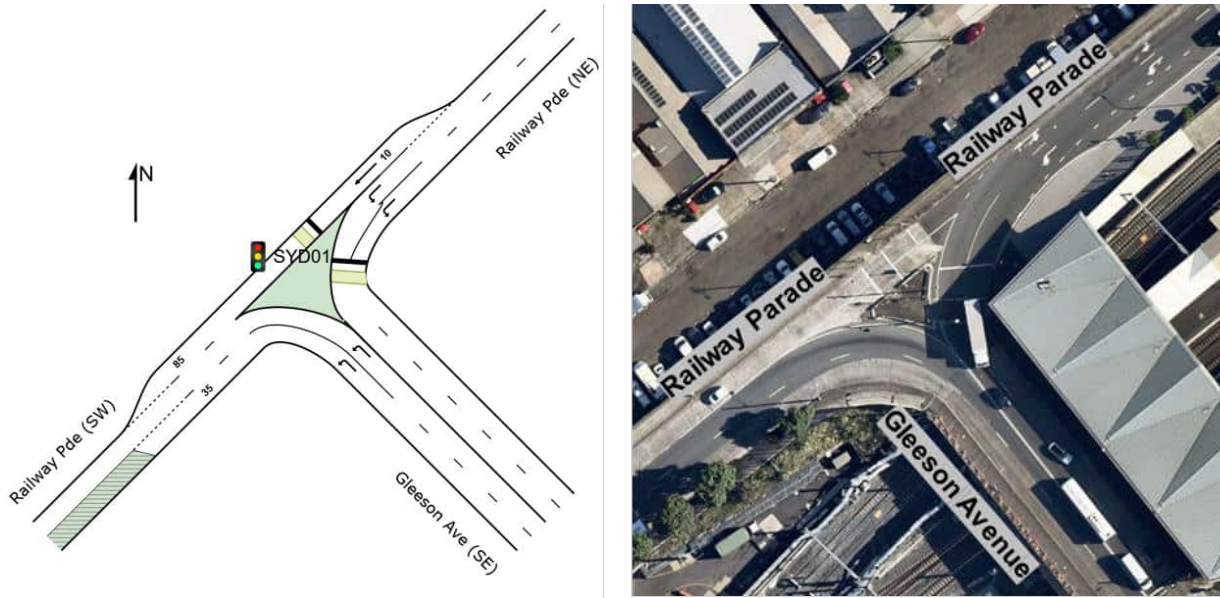 Railway Pde (NE)
10
N
SYD01
85
35
Railway Pde (SW)
Gleeson Ave (SE)
Railway Parade
Railway Parade
Gleeson Avenue